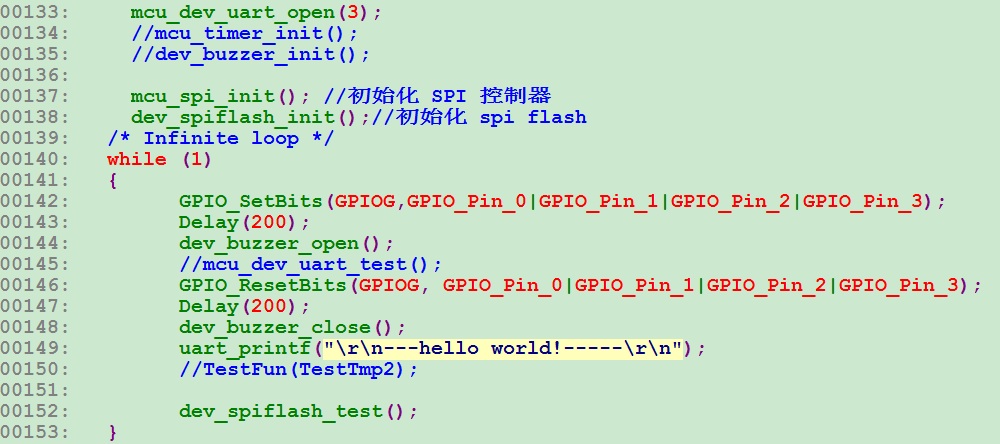 00133:     mcu_dev_uart_open(3);
00134:     //mcu_timer_init();
00135:     //dev_buzzer_init();
00136:
00137:     mcu_spi_init(); //初始化 SPI 控制器
00138:     dev_spiflash_init();//初始化 spi flash
00139:   /* Infinite loop */
00140:   while (1)
00141:   {
00142:         GPIO_SetBits(GPIOG,GPIO_Pin_0|GPIO_Pin_1|GPIO_Pin_2|GPIO_Pin_3);
00143:         Delay(200);
00144:         dev_buzzer_open();
00145:         //mcu_dev_uart_test();
00146:         GPIO_ResetBits(GPIOG, GPIO_Pin_0|GPIO_Pin_1|GPIO_Pin_2|GPIO_Pin_3);
00147:         Delay(200);
00148:         dev_buzzer_close();
00149:         uart_printf("\r\n---hello world!-----\r\n");
00150:         //TestFun(TestTmp2);
00151:
00152:         dev_spiflash_test();
00153:   }